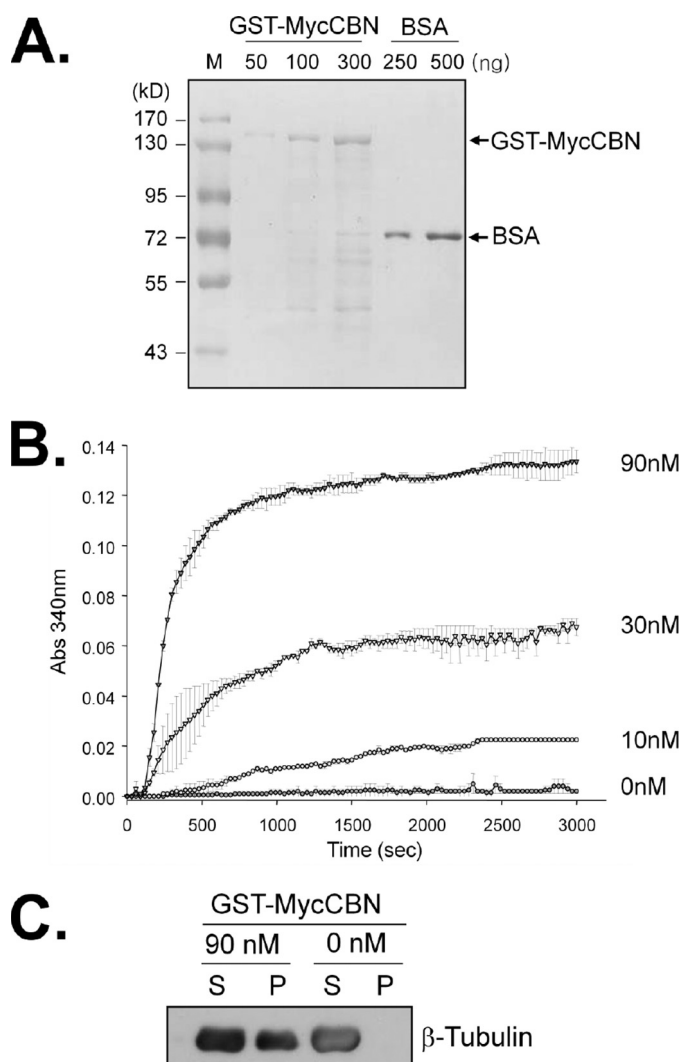 A.
GST-MycCBN BSA
M 50 100 300 250 500 (ng)
(kD)
170
130
95
72
55
43
GST-MycCBN
BSA
B.
0.14
0.12
0.10
0.08
0.06
0.04
0.02
0.00
Abs 340nm
0 500 1000 1500 2000 2500 3000
Time (sec)
90nM
30nM
10nM
0nM
C.
GST-MycCBN
90 nM 0 nM
S P S P
β-Tubulin